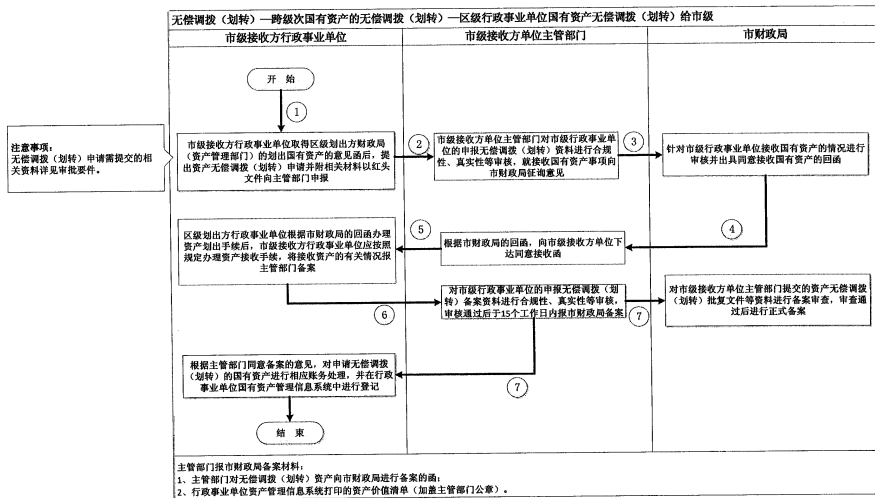 无偿调拨（划转）—跨级次国有资产的无偿调拨（划转）—区级行政事业单位国有资产无偿调拨（划转）给市级
市级接收方行政事业单位
市级接收方单位主管部门
市财政局
开 始
①
注意事项：
无偿调拨（划转）申请需提交的相
关资料详见审批要件。
市级接收方行政事业单位取得区级划出方财政局
（资产管理部门）的划出国有资产的意见函后，提
出资产无偿调拨（划转）申请并附相关材料以红头
文件向主管部门申报
②
市级接收方单位主管部门对市级行政事业单
位的申报无偿调拨（划转）资料进行合规
性、真实性等审核，就接收国有资产事项向
市财政局征询意见
③
针对市级行政事业单位接收国有资产的情况进行
审核并出具同意接收国有资产的回函
④
根据市财政局的回函，向市级接收方单位下
达同意接收函
⑤
区级划出方行政事业单位根据市财政局的回函办理
资产划出手续后，市级接收方行政事业单位应按照
规定办理资产接收手续，将接收资产的有关情况报
主管部门备案
⑥
对市级行政事业单位的申报无偿调拨（划
转）备案资料进行合规性、真实性等审核，
审核通过后于15个工作日内报市财政局备案
⑦
对市级接收方单位主管部门提交的资产无偿调拨
（划转）批复文件等资料进行备案审查，审查通
过后进行正式备案
⑦
根据主管部门同意备案的意见，对申请无偿调拨
（划转）的国有资产进行相应账务处理，并在行政
事业单位国有资产管理信息系统中进行登记
结 束
主管部门报市财政局备案材料：
1、主管部门对无偿调拨（划转）资产向市财政局进行备案的函；
2、行政事业单位资产管理信息系统打印的资产价值清单（加盖主管部门公章）。